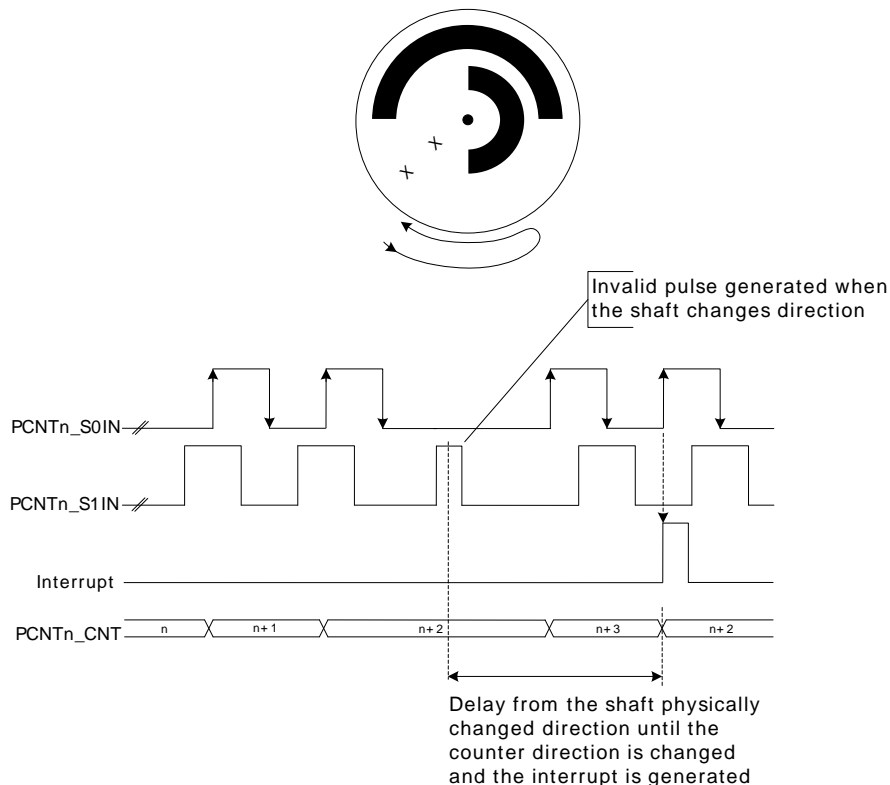 X
X
Invalid pulse generated when
the shaft changes direction
PCNTn_S0IN
PCNTn_S1IN
Interrupt
PCNTn_CNT
n
n+1
n+2
n+3
n+2
Delay from the shaft physically
changed direction until the
counter direction is changed
and the interrupt is generated